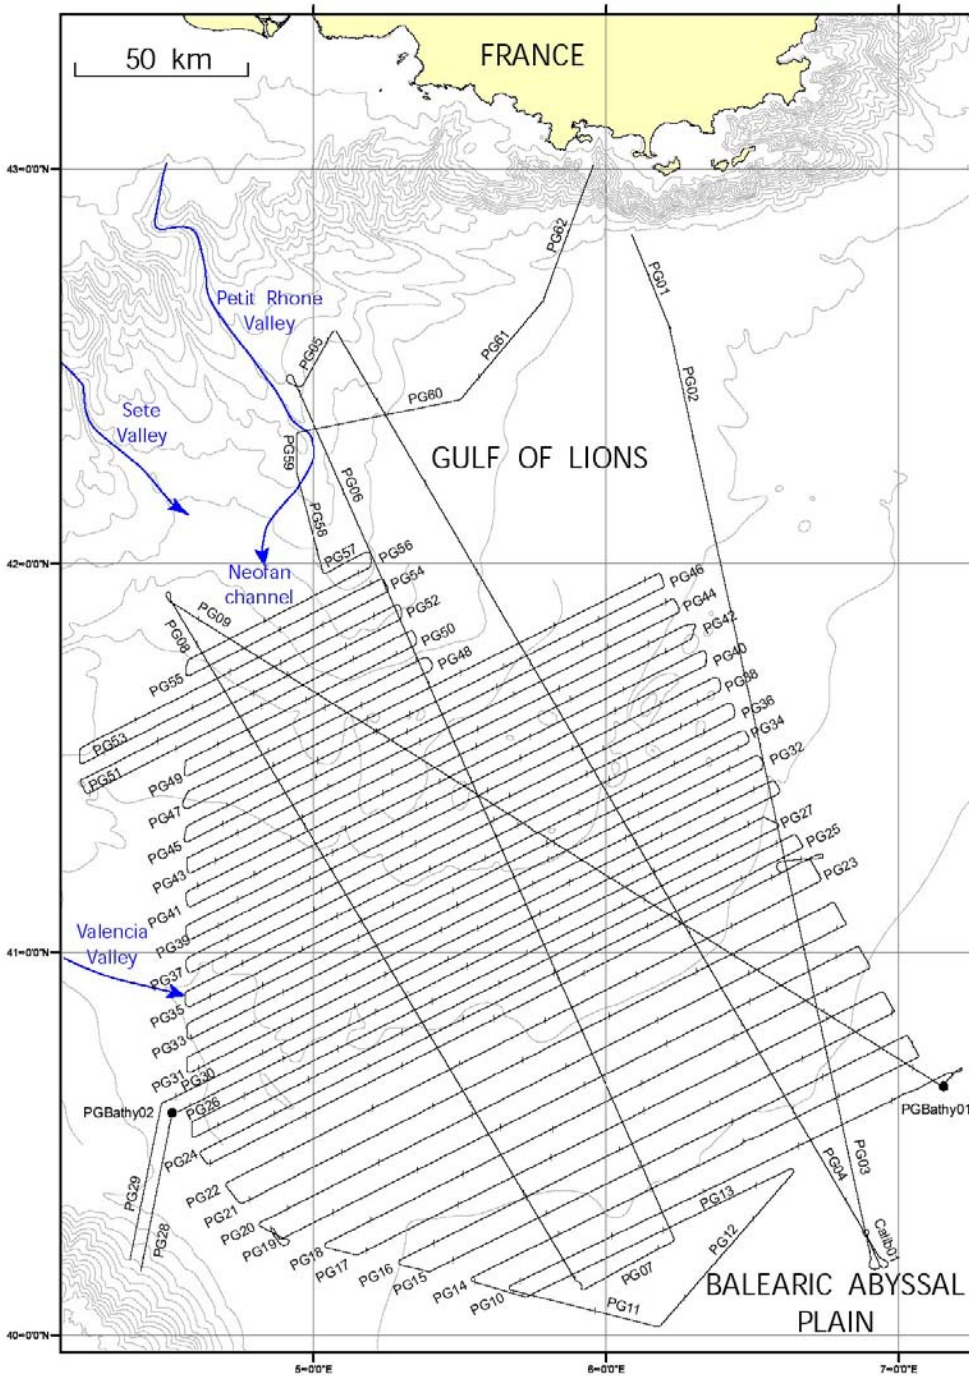 50 km
FRANCE
43°0'0"N
PG62
PG01
Petit Rhone
Valley
PG05
PG61
PG02
PG60
Sete
Valley
GULF OF LIONS
PG59
PG06
PG58
42°0'0"N
PG57
PG56
Neofan
channel
PG54
PG46
PG09
PG52
PG44
PG08
PG50
PG42
PG48
PG40
PG55
PG38
PG36
PG53
PG34
PG51
PG32
PG49
PG47
PG27
PG45
PG25
PG43
PG23
PG41
Valencia
Valley
PG39
41°0'0"N
PG37
PG35
PG33
PG31
PG30
PGBathy02
PG26
PGBathy01
PG24
PG03
PG04
PG29
PG22
PG13
PG28
PG21
PG20
PG12
PG19
PG18
Calib01
PG17
PG16
PG15
PG07
PG14
PG10
PG11
BALEARIC ABYSSAL
PLAIN
40°0'0"N
5°0'0"E
6°0'0"E
7°0'0"E